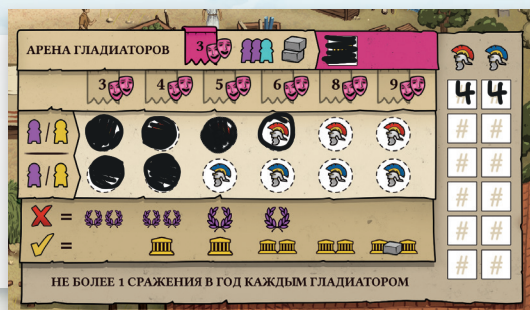 АРЕНА ГЛАДИАТОРОВ 3
3 4 5 6 8 9
4 4
/ /
# #
# #
/ /
# #
X =
# #
✓ =
# #
# #
НЕ БОЛЕЕ 1 СРАЖЕНИЯ В ГОД КАЖДЫМ ГЛАДИАТОРОМ